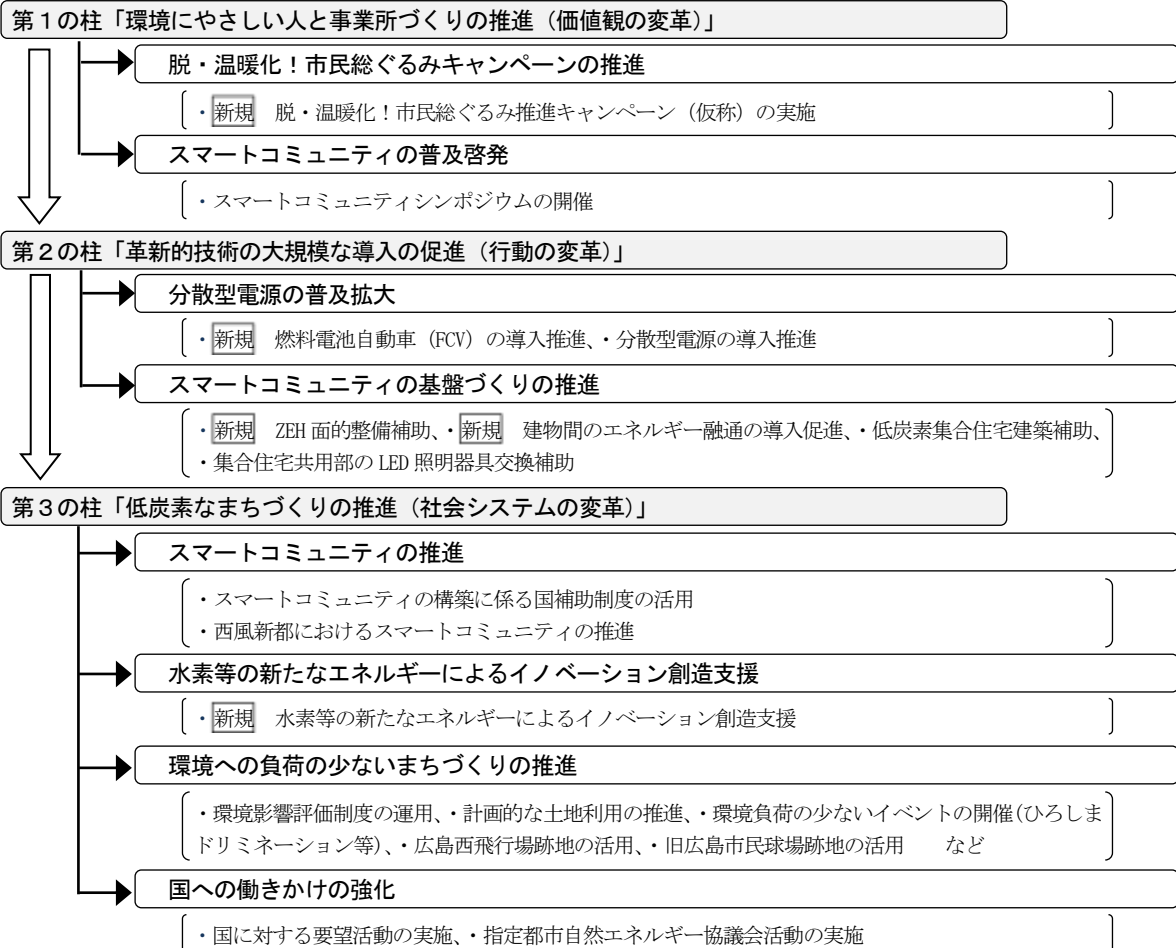 第1の柱「環境にやさしい人と事業所づくりの推進（価値観の変革）」
脱・温暖化！市民総ぐるみキャンペーンの推進
・新規　脱・温暖化！市民総ぐるみ推進キャンペーン（仮称）の実施
スマートコミュニティの普及啓発
・スマートコミュニティシンポジウムの開催
第２の柱「革新的技術の大規模な導入の促進（行動の変革）」
分散型電源の普及拡大
・新規　燃料電池自動車（FCV）の導入推進、・分散型電源の導入推進
スマートコミュニティの基盤づくりの推進
・新規　ZEH 面的整備補助、・新規　建物間のエネルギー融通の導入促進、・低炭素集合住宅建築補助、
・集合住宅共用部の LED 照明器具交換補助
第３の柱「低炭素なまちづくりの推進（社会システムの変革）」
スマートコミュニティの推進
・スマートコミュニティの構築に係る国補助制度の活用
・西風新都におけるスマートコミュニティの推進
水素等の新たなエネルギーによるイノベーション創造支援
・新規　水素等の新たなエネルギーによるイノベーション創造支援
環境への負荷の少ないまちづくりの推進
・環境影響評価制度の運用、・計画的な土地利用の推進、・環境負荷の少ないイベントの開催（ひろしま
ドリミネーション等）、・広島西飛行場跡地の活用、・旧広島市民球場跡地の活用　　など
国への働きかけの強化
・国に対する要望活動の実施、・指定都市自然エネルギー協議会活動の実施